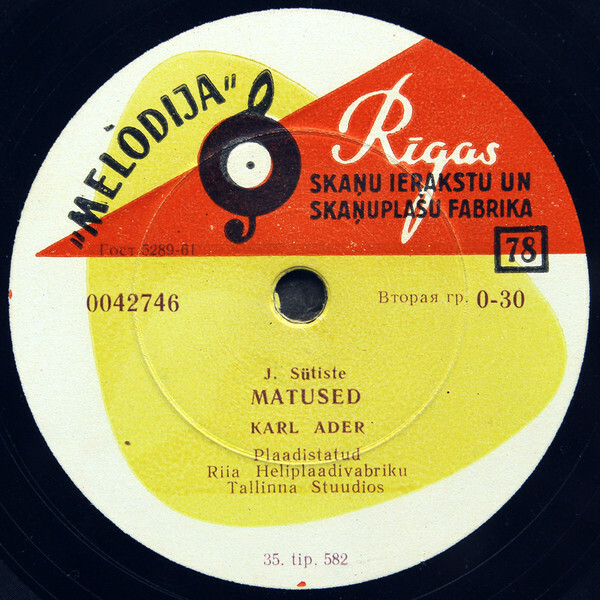 „MELODIJA”
Rīgas
SKAŅU IERAKSTU UN
SKAŅUPLAŠU FABRIKA
78
Гост 5289-61
0042746
Вторая гр. 0-30
J. Sütiste
MATUSED
KARL ADER
Plaadistatud
Riia Heliplaadivabriku
Tallinna Stuudios
35. tip. 582